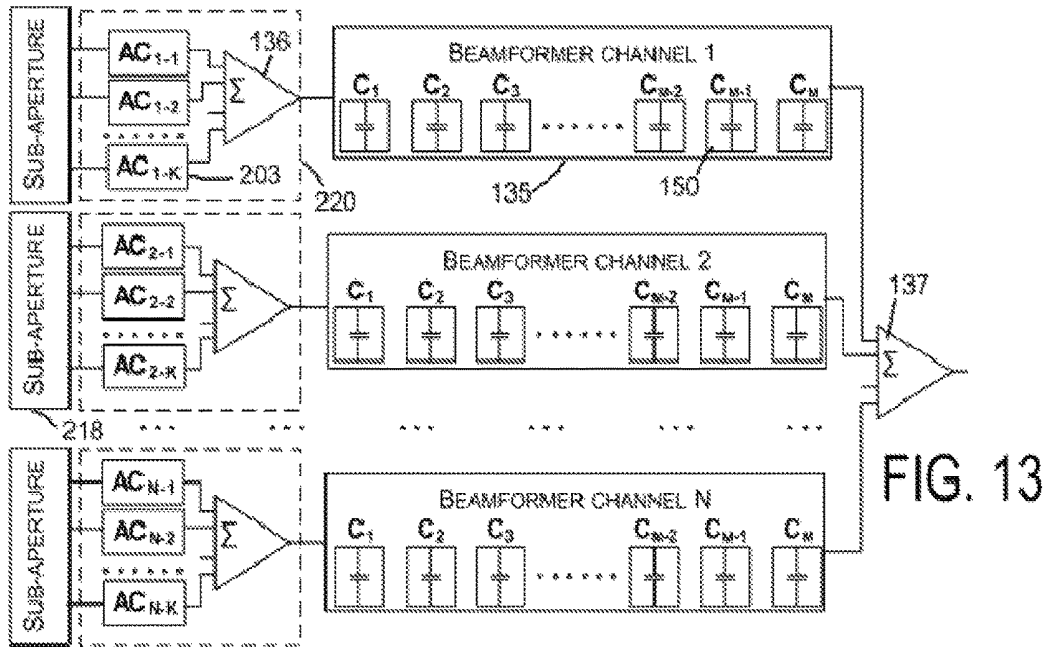 SUB-APERTURE
AC1-1
AC1-2
AC1-K
Σ
136
203
220
BEAMFORMER CHANNEL 1
C1 C2 C3 ...... CM-2 CM-1 CM
135
150
SUB-APERTURE
AC2-1
AC2-2
AC2-K
Σ
BEAMFORMER CHANNEL 2
C1 C2 C3 ...... CM-2 CM-1 CM
137
Σ
218
... ... ... ... ...
SUB-APERTURE
ACN-1
ACN-2
ACN-K
Σ
BEAMFORMER CHANNEL N
C1 C2 C3 ...... CM-2 CM-1 CM
FIG. 13